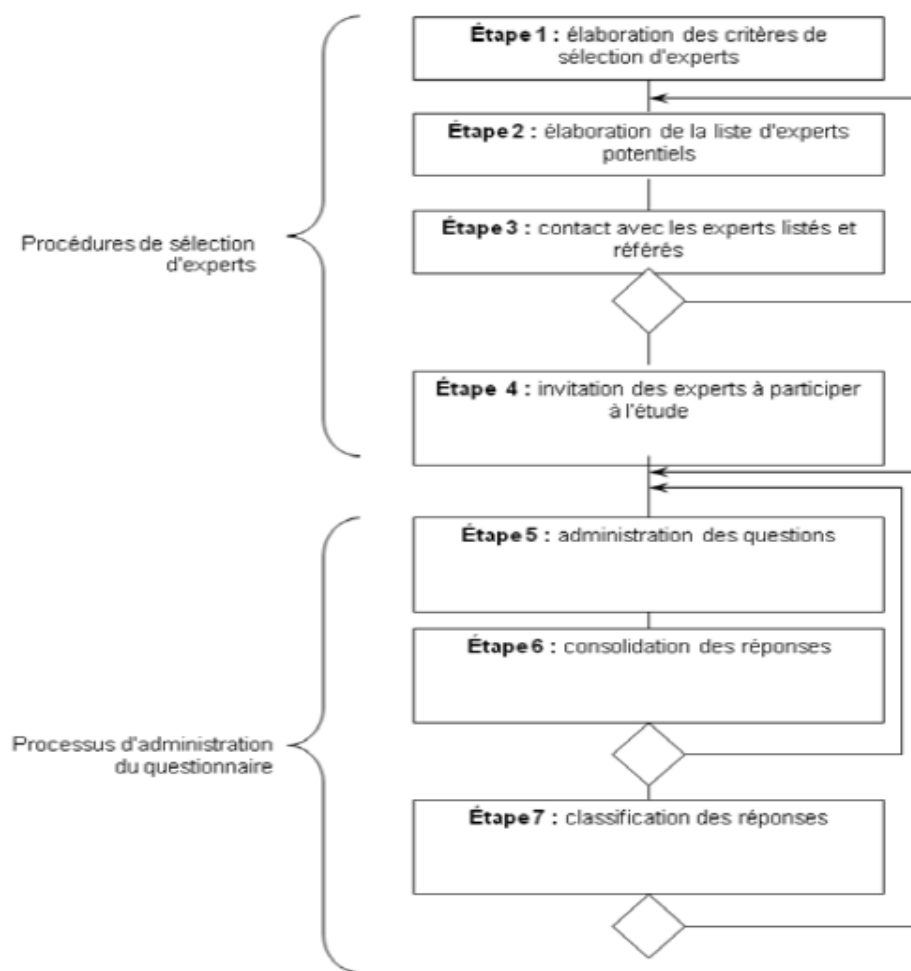 Étape 1 : élaboration des critères de
sélection d'experts
Étape 2 : élaboration de la liste d'experts
potentiels
Étape 3 : contact avec les experts listés et
référés
Procédures de sélection
d'experts
Étape 4 : invitation des experts à participer
à l'étude
Étape 5 : administration des questions
Étape 6 : consolidation des réponses
Processus d'administration
du questionnaire
Étape 7 : classification des réponses